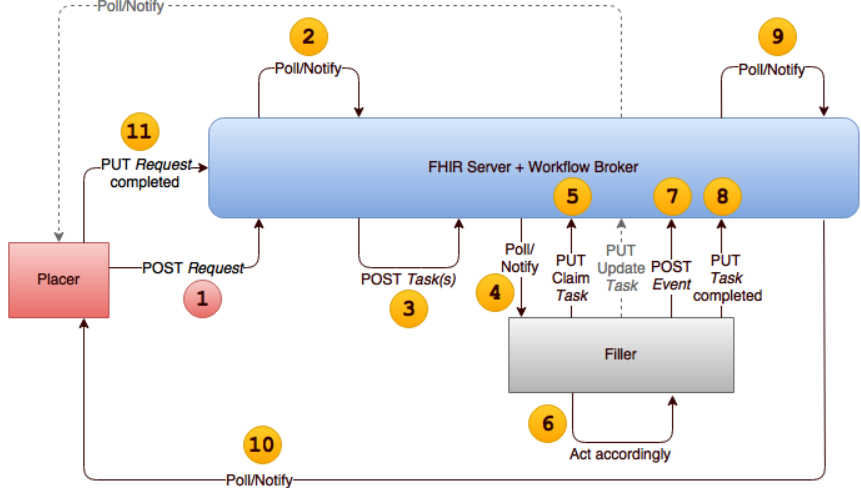 Poll/Notify
2
Poll/Notify
9
Poll/Notify
11
PUT Request
completed
FHIR Server + Workflow Broker
5
7
8
Placer
POST Request
1
POST Task(s)
3
Poll/
Notify
4
PUT
Claim
Task
PUT
Update
Task
POST
Event
PUT
Task
completed
Filler
6
Act accordingly
10
Poll/Notify